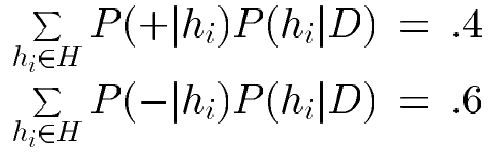 ∑_{h_i∈H} P(+|h_i)P(h_i|D) = .4
∑_{h_i∈H} P(−|h_i)P(h_i|D) = .6